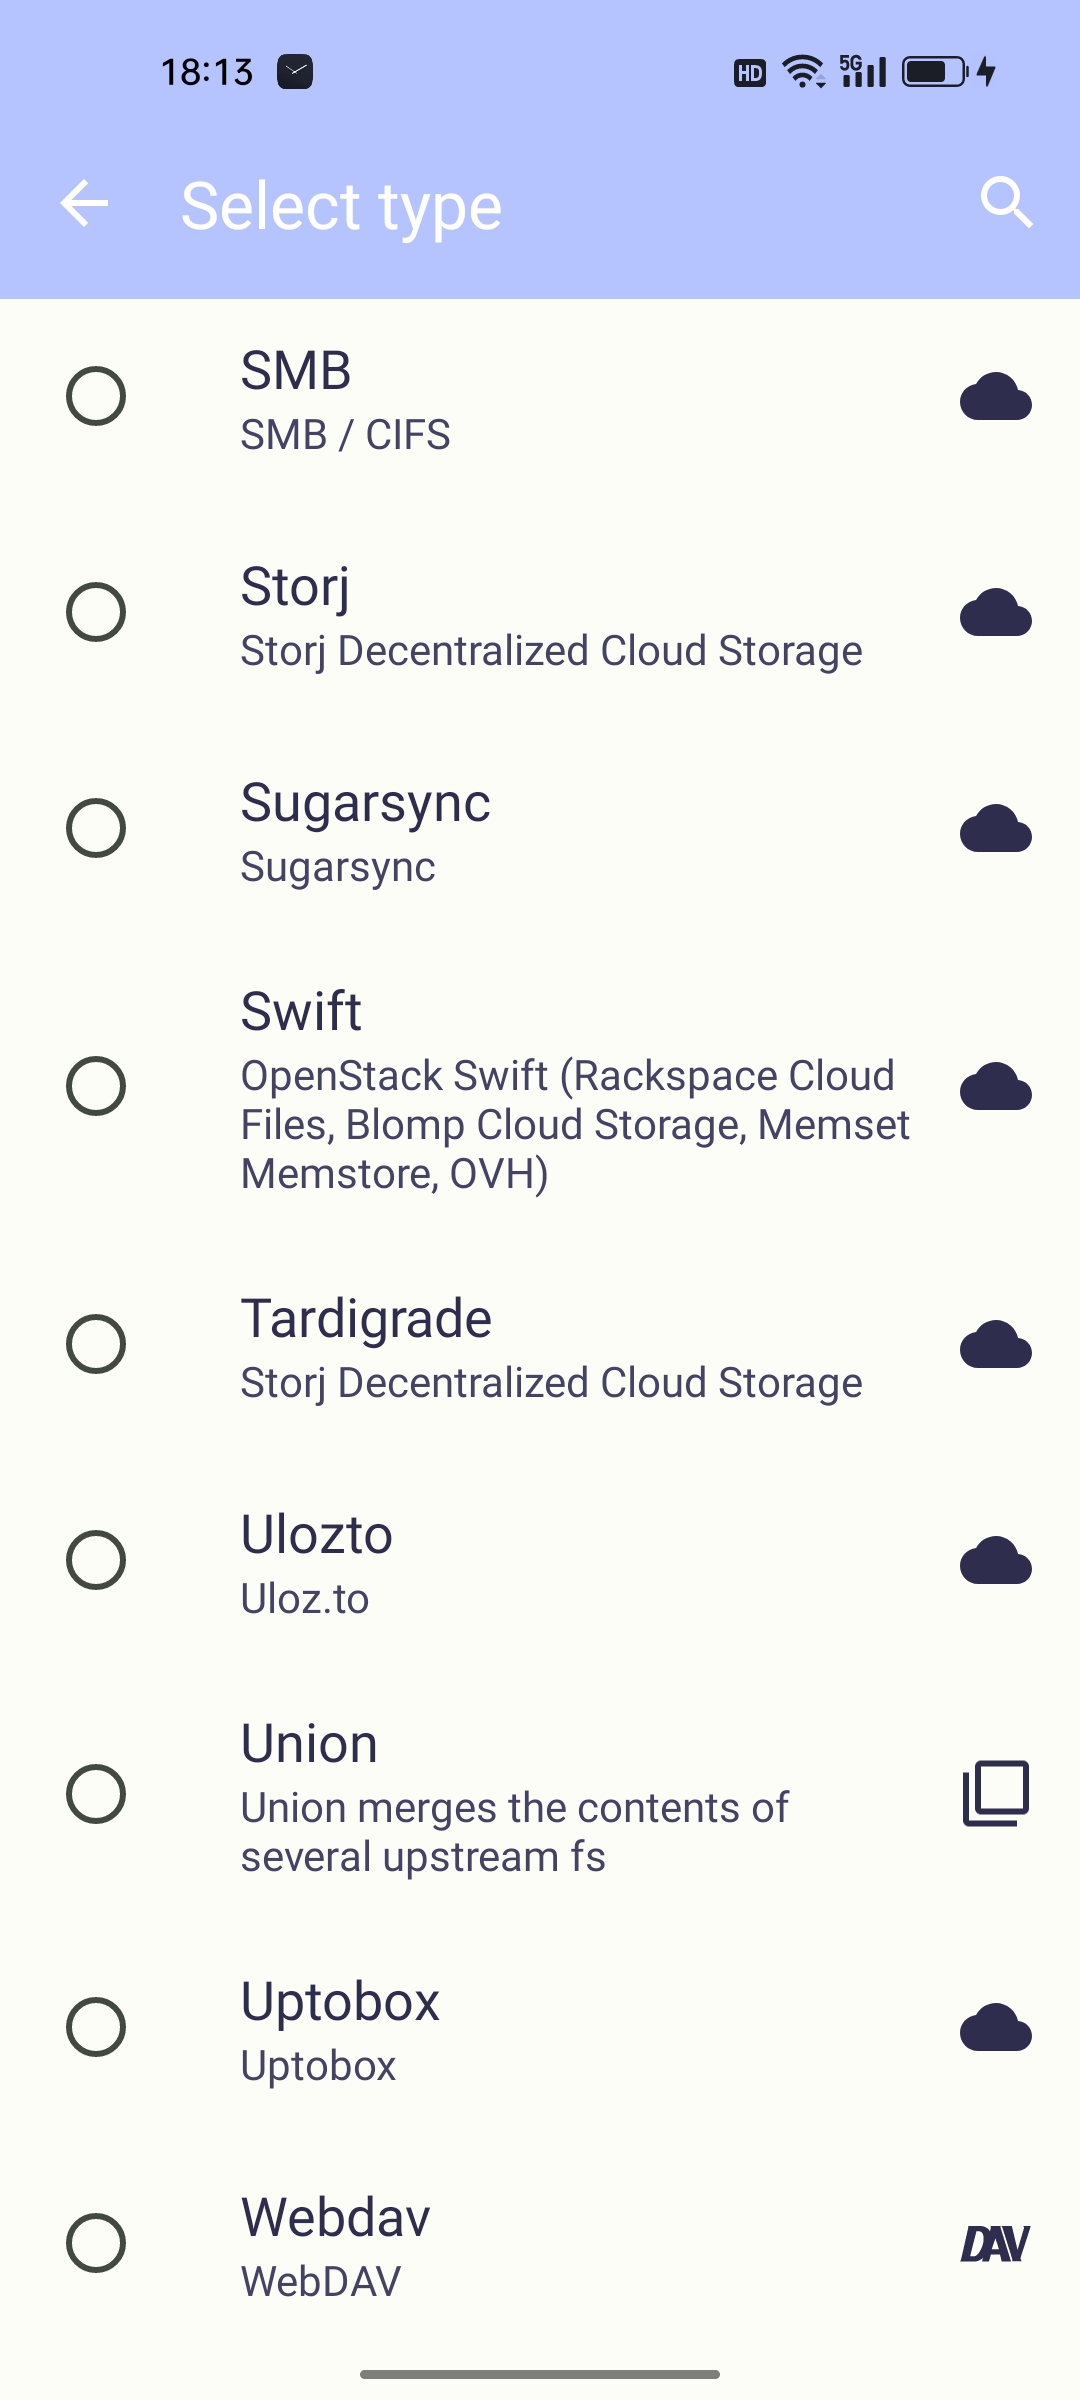 18:13
HD
5G
Select type
SMB
SMB / CIFS
Storj
Storj Decentralized Cloud Storage
Sugarsync
Sugarsync
Swift
OpenStack Swift (Rackspace Cloud
Files, Blomp Cloud Storage, Memset
Memstore, OVH)
Tardigrade
Storj Decentralized Cloud Storage
Ulozto
Uloz.to
Union
Union merges the contents of
several upstream fs
Uptobox
Uptobox
Webdav
DAV
WebDAV